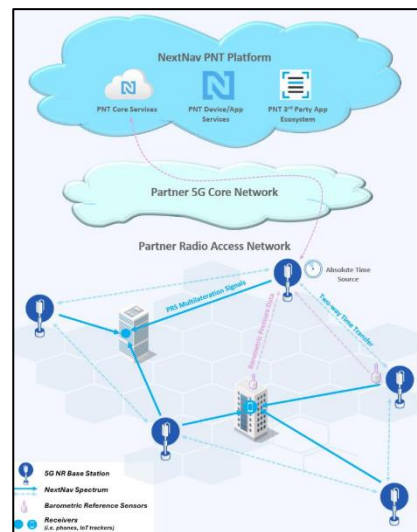 NextNav PNT Platform
PNT Core Services
PNT Device/App
Services
PNT 3rd Party App
Ecosystem
Partner 5G Core Network
Partner Radio Access Network
Absolute Time
Source
PRS Multilateration Signals
Two-way Time Transfer
Barometric Pressure Data
5G NR Base Station
NextNav Spectrum
Barometric Reference Sensors
Receivers
(i.e. phones, IoT trackers)